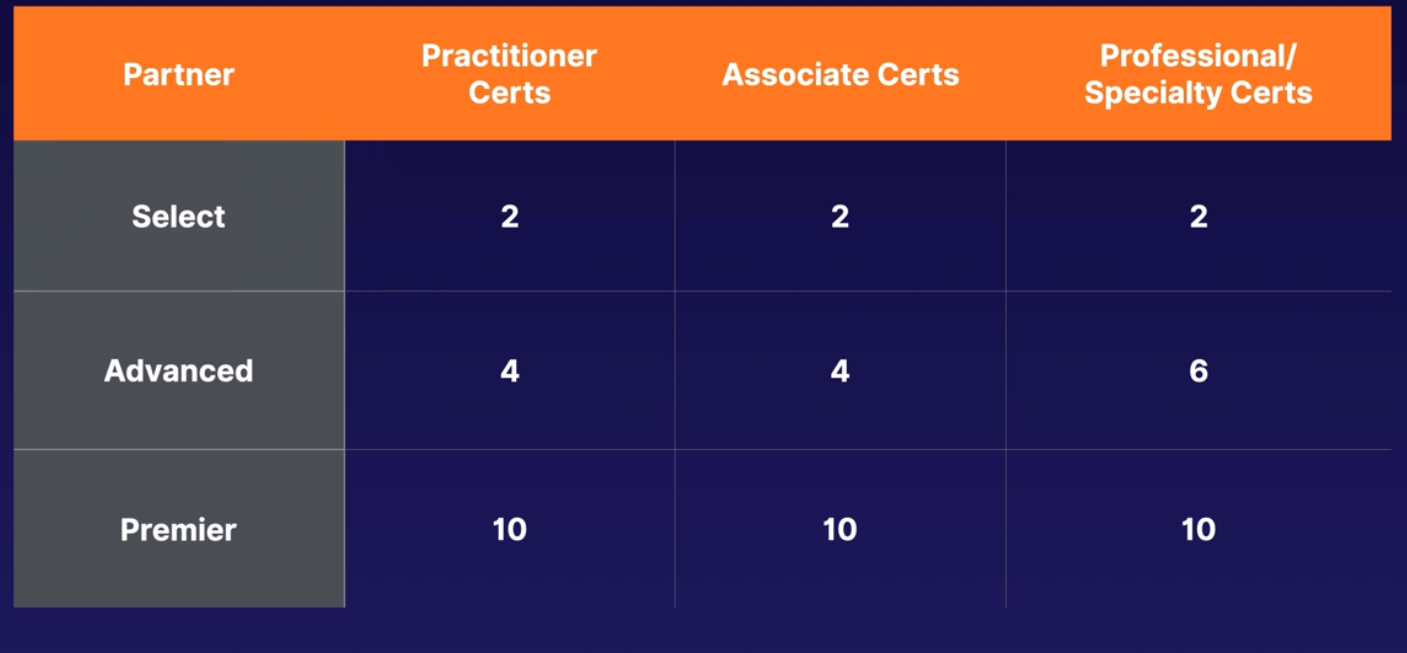 Partner
Practitioner
Certs
Associate Certs
Professional/
Specialty Certs
Select
2
2
2
Advanced
4
4
6
Premier
10
10
10